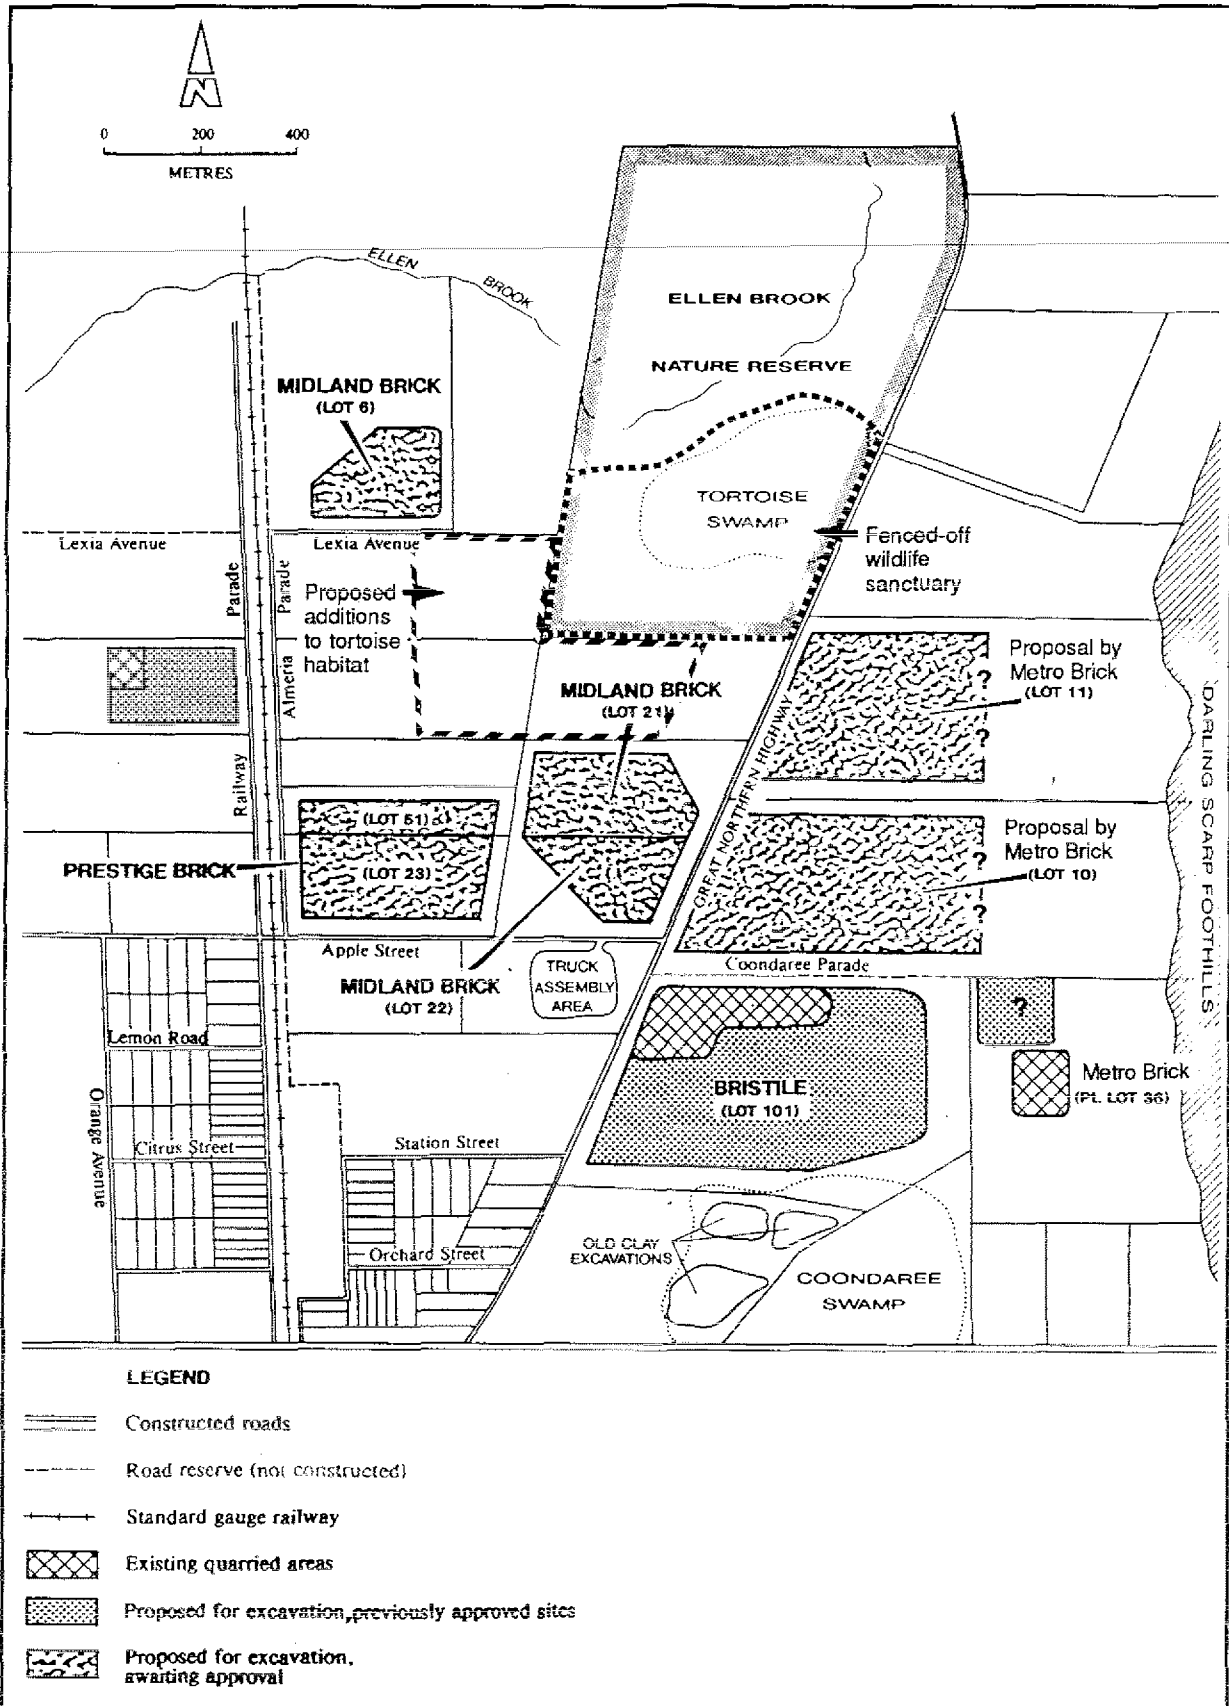 N
0 200 400
METRES
ELLEN
BROOK
ELLEN BROOK
NATURE RESERVE
MIDLAND BRICK
(LOT 6)
TORTOISE
SWAMP
Fenced-off
wildlife
sanctuary
Lexia Avenue
Lexia Avenue
Parade
Parade
Proposed
additions
to tortoise
habitat
Almeria
Railway
MIDLAND BRICK
(LOT 21)
Proposal by
Metro Brick
(LOT 11)
?
?
GREAT NORTHERN HIGHWAY
DARLING SCARP FOOTHILLS
(LOT 51)
PRESTIGE BRICK
(LOT 23)
Proposal by
Metro Brick
(LOT 10)
?
?
Apple Street
Coondaree Parade
MIDLAND BRICK
(LOT 22)
TRUCK
ASSEMBLY
AREA
?
Lemon Road
BRISTILE
(LOT 101)
Metro Brick
(PL. LOT 36)
Orange Avenue
Citrus Street
Station Street
Orchard Street
OLD CLAY
EXCAVATIONS
COONDAREE
SWAMP
LEGEND
Constructed roads
Road reserve (not constructed)
Standard gauge railway
Existing quarried areas
Proposed for excavation,previously approved sites
Proposed for excavation,
awaiting approval